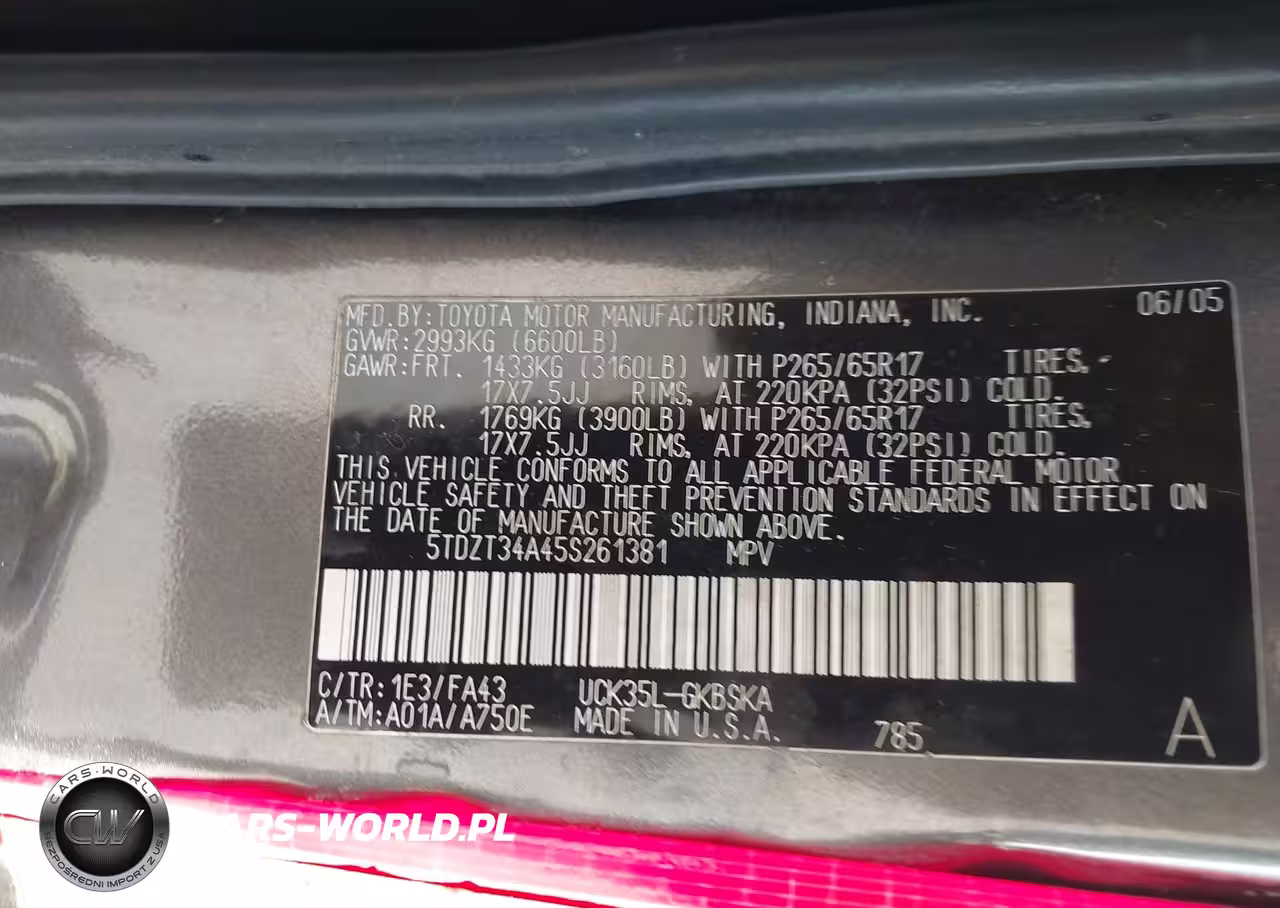 MFD.BY:TOYOTA MOTOR MANUFACTURING, INDIANA, INC. 06/05
GVWR:2993KG (6600LB)
GAWR:FRT. 1433KG (3160LB) WITH P265/65R17 TIRES,
17X7.5JJ RIMS, AT 220KPA (32PSI) COLD.
RR. 1769KG (3900LB) WITH P265/65R17 TIRES,
17X7.5JJ RIMS, AT 220KPA (32PSI) COLD.
THIS VEHICLE CONFORMS TO ALL APPLICABLE FEDERAL MOTOR
VEHICLE SAFETY AND THEFT PREVENTION STANDARDS IN EFFECT ON
THE DATE OF MANUFACTURE SHOWN ABOVE.
5TDZT34A45S261381 MPV
C/TR:1E3/FA43 UCK35L-GKBSKA
A/TM:A01A/A750E MADE IN U.S.A. 785 A
CARS-WORLD
CW
BEZPOŚREDNI IMPORT Z USA
CARS-WORLD.PL